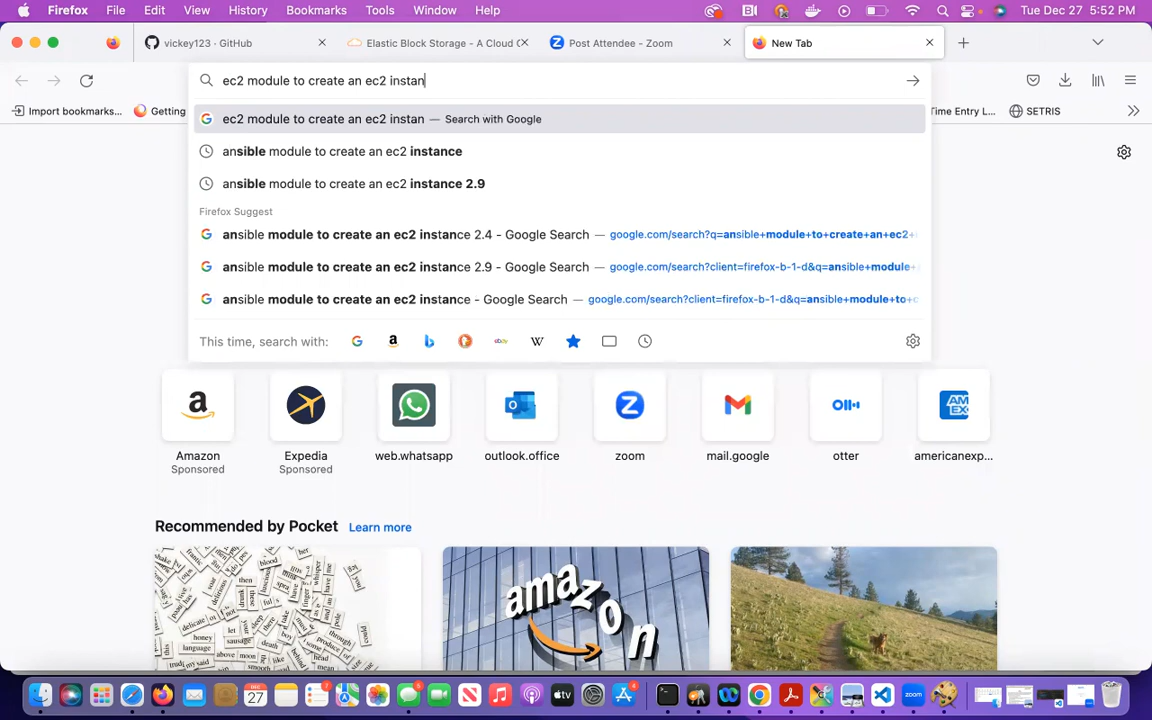 Firefox File Edit View History Bookmarks Tools Window Help Tue Dec 27 5:52 PM
vickey123 · GitHub Elastic Block Storage - A Cloud G Post Attendee - Zoom New Tab
ec2 module to create an ec2 instan
Import bookmarks... Getting Time Entry L... SETRIS
ec2 module to create an ec2 instan — Search with Google
ansible module to create an ec2 instance
ansible module to create an ec2 instance 2.9
Firefox Suggest
ansible module to create an ec2 instance 2.4 - Google Search — google.com/search?q=ansible+module+to+create+an+ec2+
ansible module to create an ec2 instance 2.9 - Google Search — google.com/search?client=firefox-b-1-d&q=ansible+module+
ansible module to create an ec2 instance - Google Search — google.com/search?client=firefox-b-1-d&q=ansible+module+to+c
This time, search with:
Amazon Expedia web.whatsapp outlook.office zoom mail.google otter americanexp...
Sponsored Sponsored
Recommended by Pocket Learn more
amazon